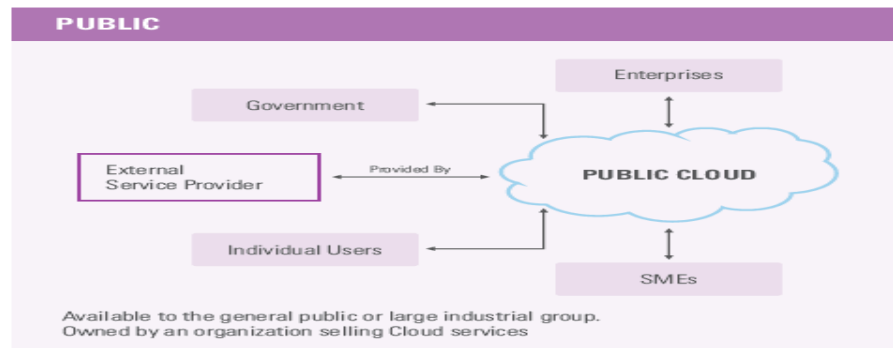 PUBLIC
Enterprises
Government
External
Service Provider
Provided By
PUBLIC CLOUD
Individual Users
SMEs
Available to the general public or large industrial group.
Owned by an organization selling Cloud services